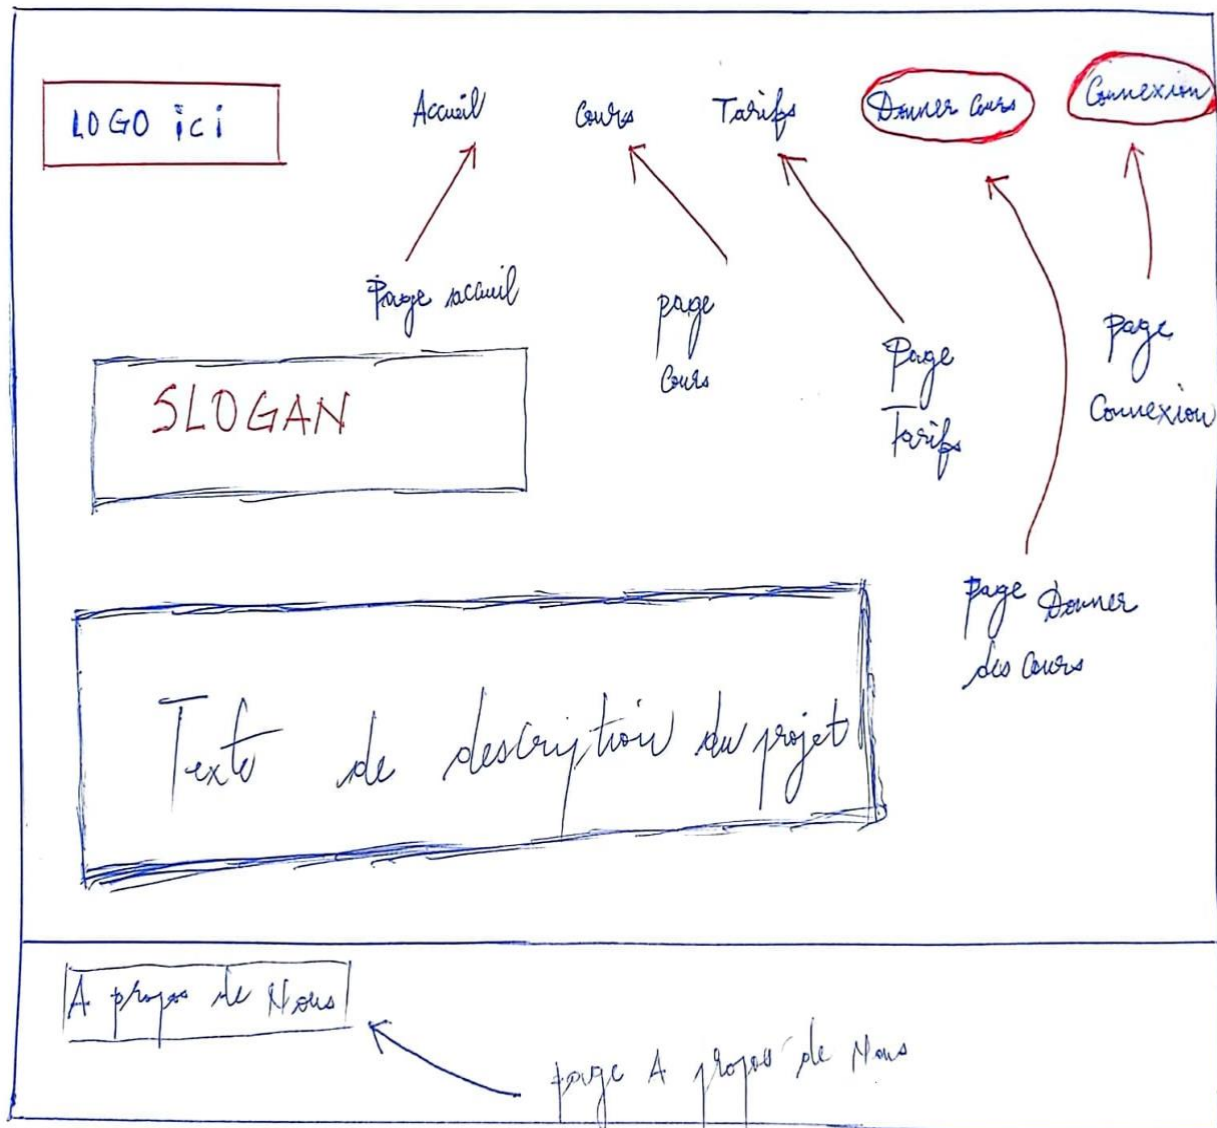 LOGO ici
Accueil
Cours
Tarifs
Donner Cours
Connexion
Page accueil
page
Cours
Page
Tarifs
page
Connexion
SLOGAN
page Donner
des Cours
Texte de description du projet
A propos de Nous
page A propos de Nous